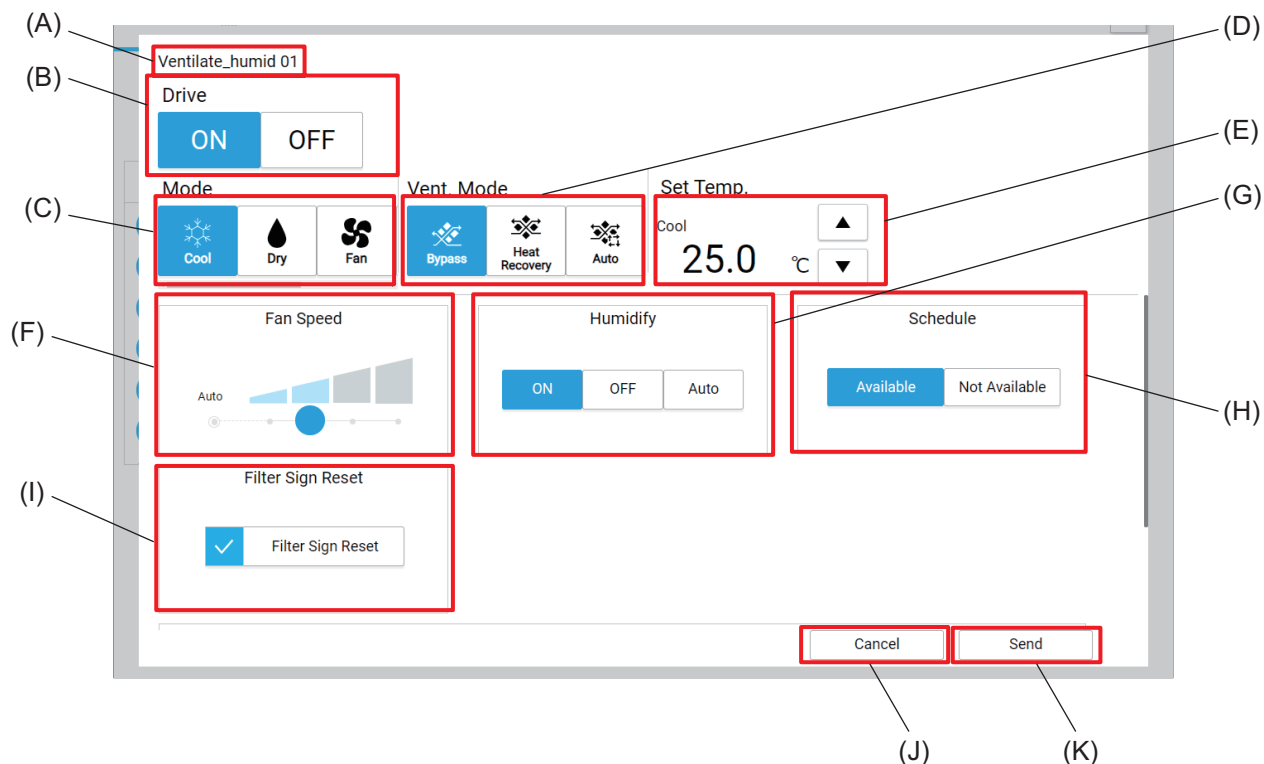 (A)
(D)
Ventilate_humid 01
(B)
Drive
ON OFF
(E)
Mode Vent. Mode Set Temp.
(G)
(C)
Cool
25.0 ℃
Cool Dry Fan Bypass Heat Recovery Auto
(F)
Fan Speed Humidify Schedule
Auto
ON OFF Auto
Available Not Available
(H)
(I)
Filter Sign Reset
Filter Sign Reset
Cancel Send
(J) (K)